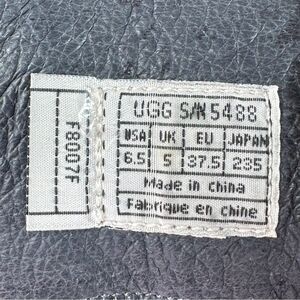 UGG S/N 5488
USA UK EU JAPAN
6.5 5 37.5 235
Made in china
Fabrique en chine
F8007F